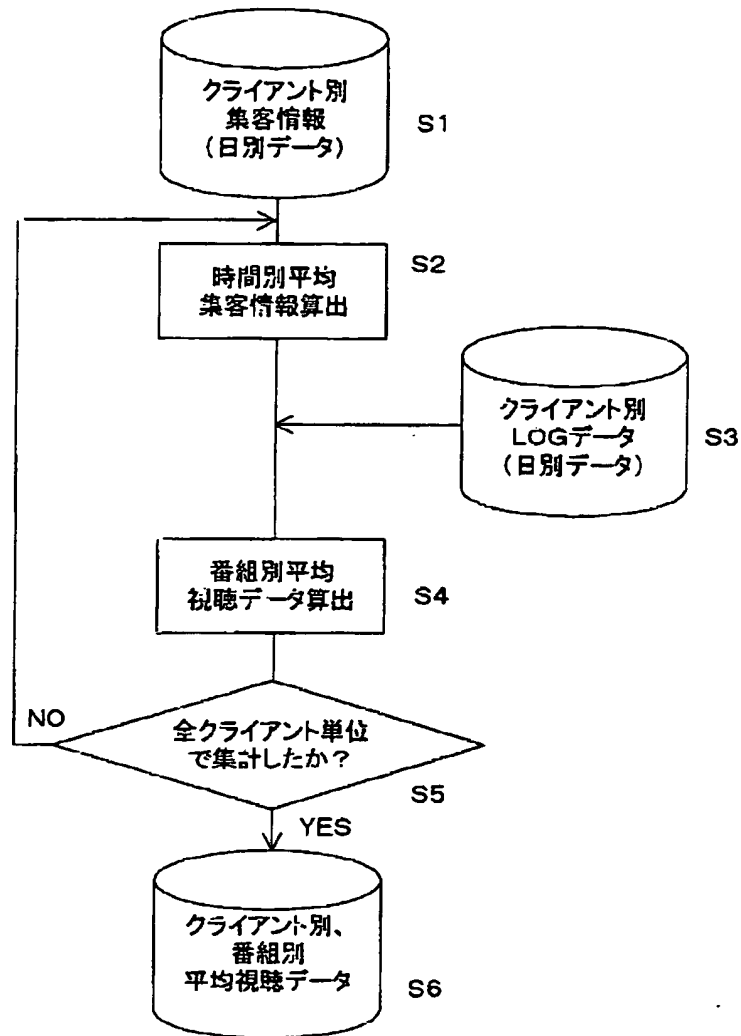 クライアント別
集客情報
(日別データ)
S1
時間別平均
集客情報算出
S2
クライアント別
LOGデータ
(日別データ)
S3
番組別平均
視聴データ算出
S4
NO
全クライアント単位
で集計したか？
S5
YES
クライアント別、
番組別
平均視聴データ
S6